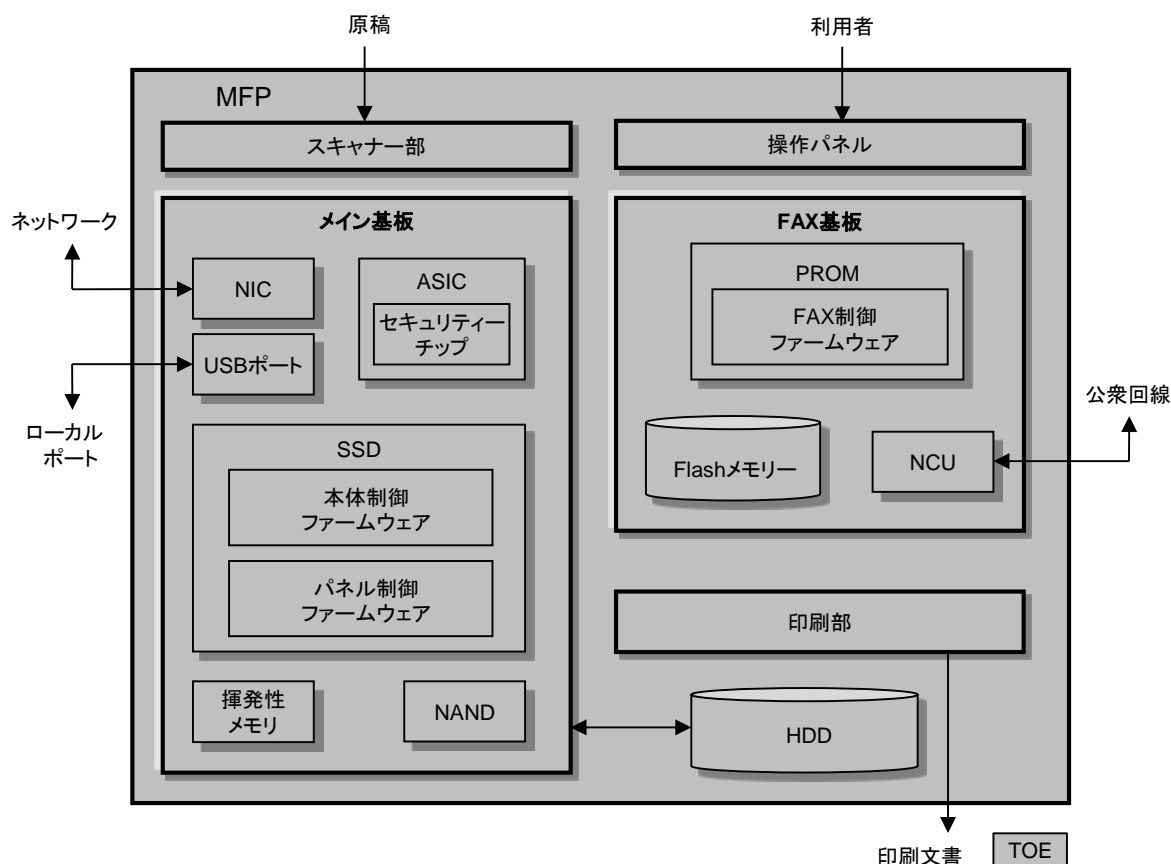 原稿
利用者
MFP
スキャナー部
操作パネル
ネットワーク
メイン基板
FAX基板
NIC
ASIC
セキュリティー
チップ
PROM
FAX制御
ファームウェア
USBポート
ローカル
ポート
公衆回線
SSD
本体制御
ファームウェア
パネル制御
ファームウェア
Flashメモリー
NCU
印刷部
揮発性
メモリ
NAND
HDD
印刷文書
TOE